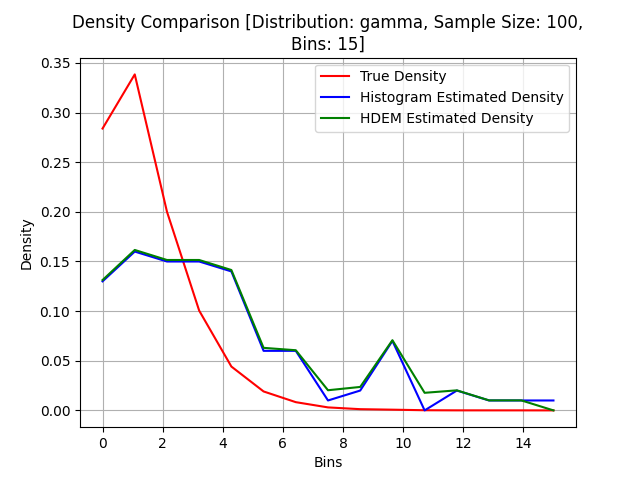 Density Comparison [Distribution: gamma, Sample Size: 100,
Bins: 15]
True Density
Histogram Estimated Density
HDEM Estimated Density
Density
0.35
0.30
0.25
0.20
0.15
0.10
0.05
0.00
0 2 4 6 8 10 12 14
Bins